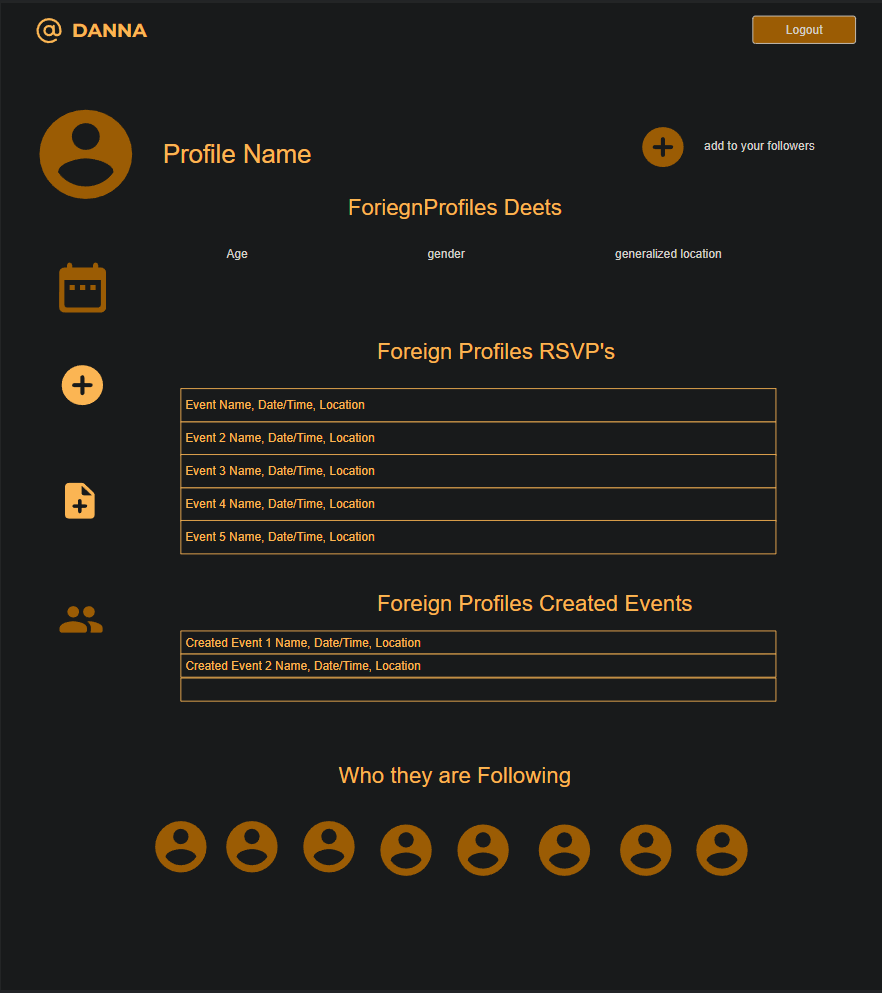 @ DANNA
Logout
Profile Name
add to your followers
ForiegnProfiles Deets
Age
gender
generalized location
Foreign Profiles RSVP's
Event Name, Date/Time, Location
Event 2 Name, Date/Time, Location
Event 3 Name, Date/Time, Location
Event 4 Name, Date/Time, Location
Event 5 Name, Date/Time, Location
Foreign Profiles Created Events
Created Event 1 Name, Date/Time, Location
Created Event 2 Name, Date/Time, Location
Who they are Following